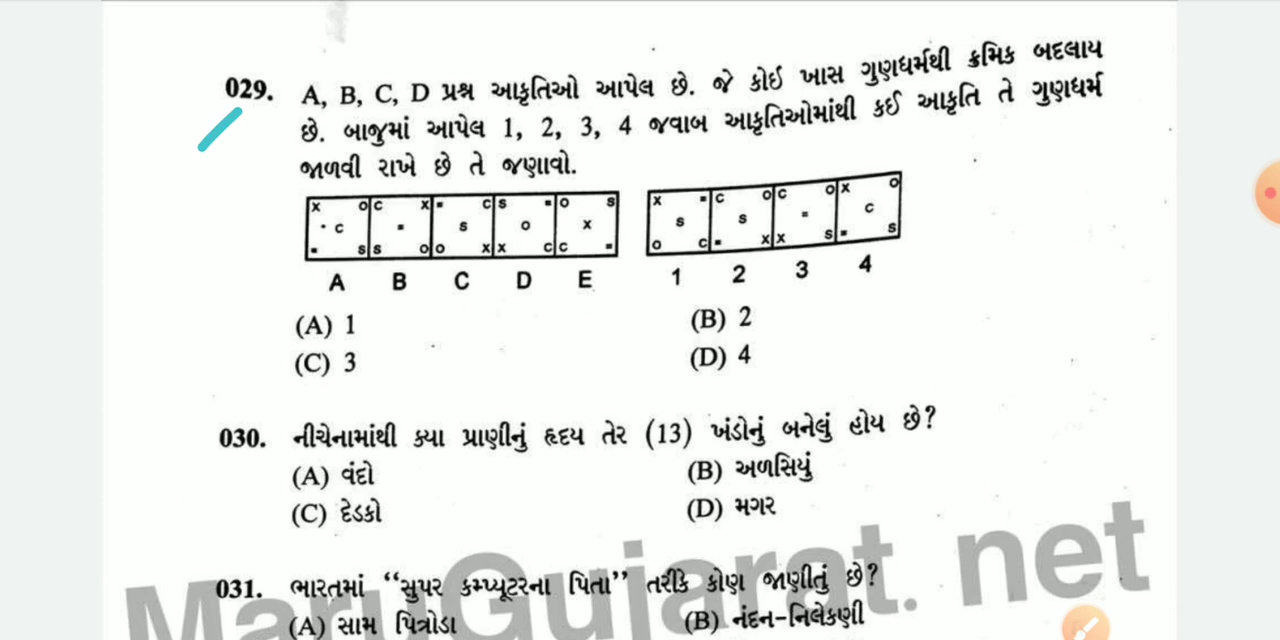 029. A, B, C, D પ્રશ્ન આકૃતિઓ આપેલ છે. જે કોઈ ખાસ ગુણધર્મથી ક્રમિક બદલાય
છે. બાજુમાં આપેલ 1, 2, 3, 4 જવાબ આકૃતિઓમાંથી કઈ આકૃતિ તે ગુણધર્મ
જાળવી રાખે છે તે જણાવો.
x o c x = c s = o s x = c o c o x o
c = s o x s s = c
= s s o o x x c c = o c = x x s = s
A B C D E 1 2 3 4
(A) 1 (B) 2
(C) 3 (D) 4
030. નીચેનામાંથી ક્યા પ્રાણીનું હૃદય તેર (13) ખંડોનું બનેલું હોય છે?
(A) વંદો (B) અળસિયું
(C) દેડકો (D) મગર
Maru Gujarat. net
031. ભારતમાં “સુપર કમ્પ્યૂટરના પિતા” તરીકે કોણ જાણીતું છે?
(A) સામ પિત્રોડા (B) નંદન-નિલેકણી